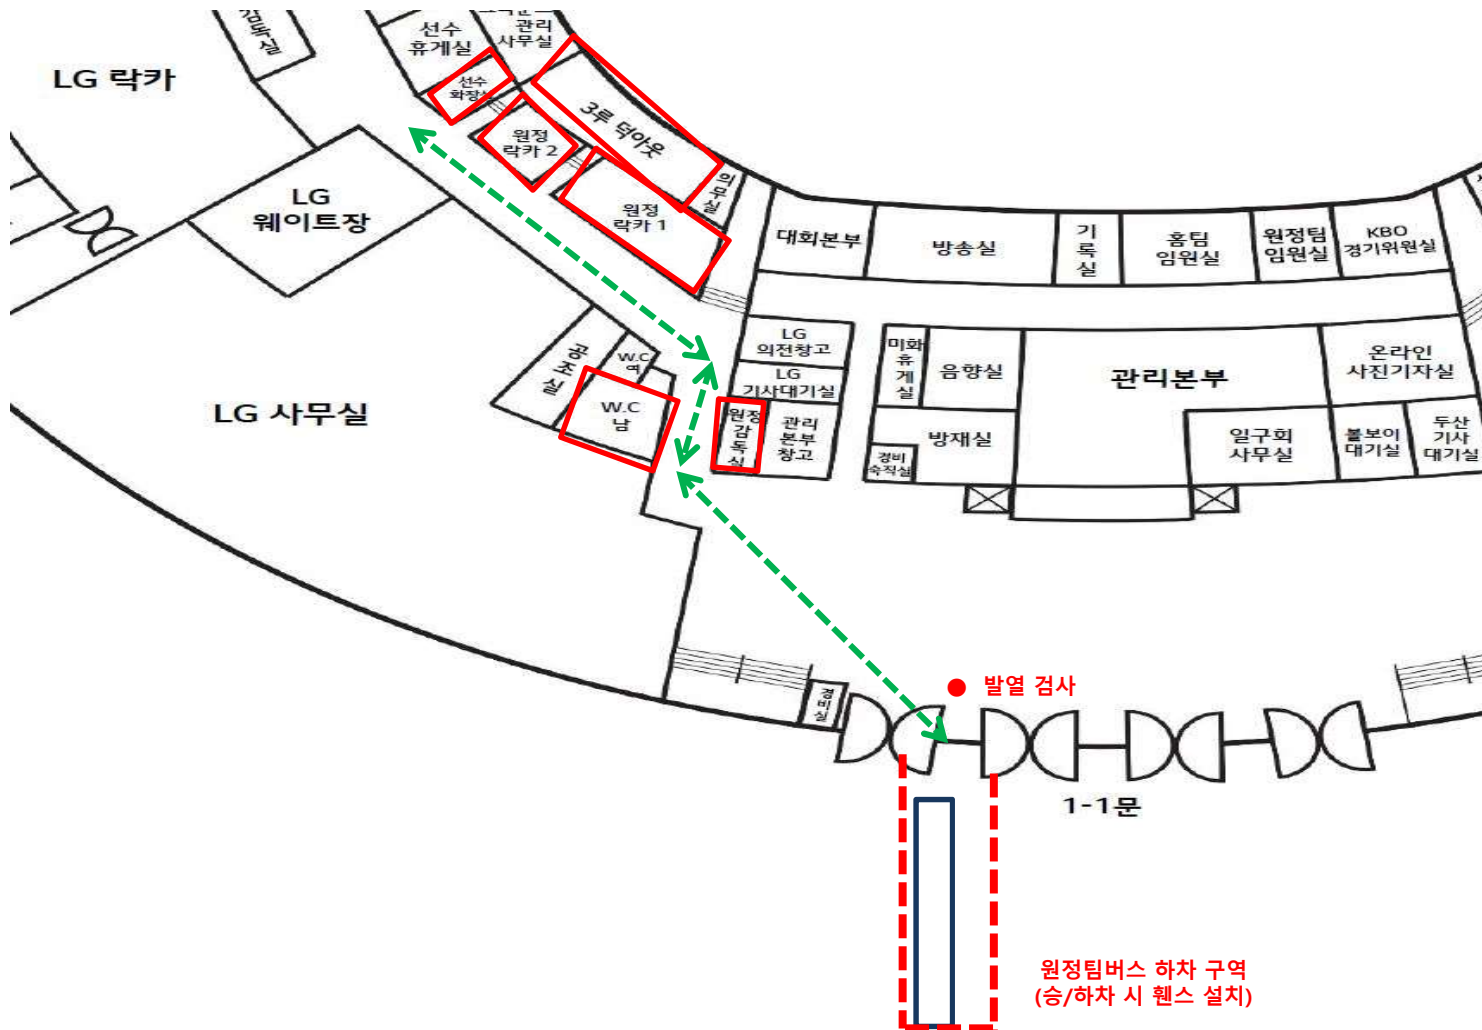 감독실
선수
휴게실
관리
사무실
LG 락카
선수
화장실
3루 덕아웃
원정
락카 2
의무실
원정
락카 1
LG
웨이트장
대회본부
방송실
기록실
홈팀
임원실
원정팀
임원실
KBO
경기위원실
LG
의전창고
LG
기사대기실
미화휴게실
음향실
관리본부
온라인
사진기자실
공조실
W.C
여
W.C
남
LG 사무실
원정
감독실
관리
본부
창고
방재실
경비
숙직실
일구회
사무실
볼보이
대기실
두산
기사
대기실
경비실
발열 검사
1-1문
원정팀버스 하차 구역
(승/하차 시 휀스 설치)